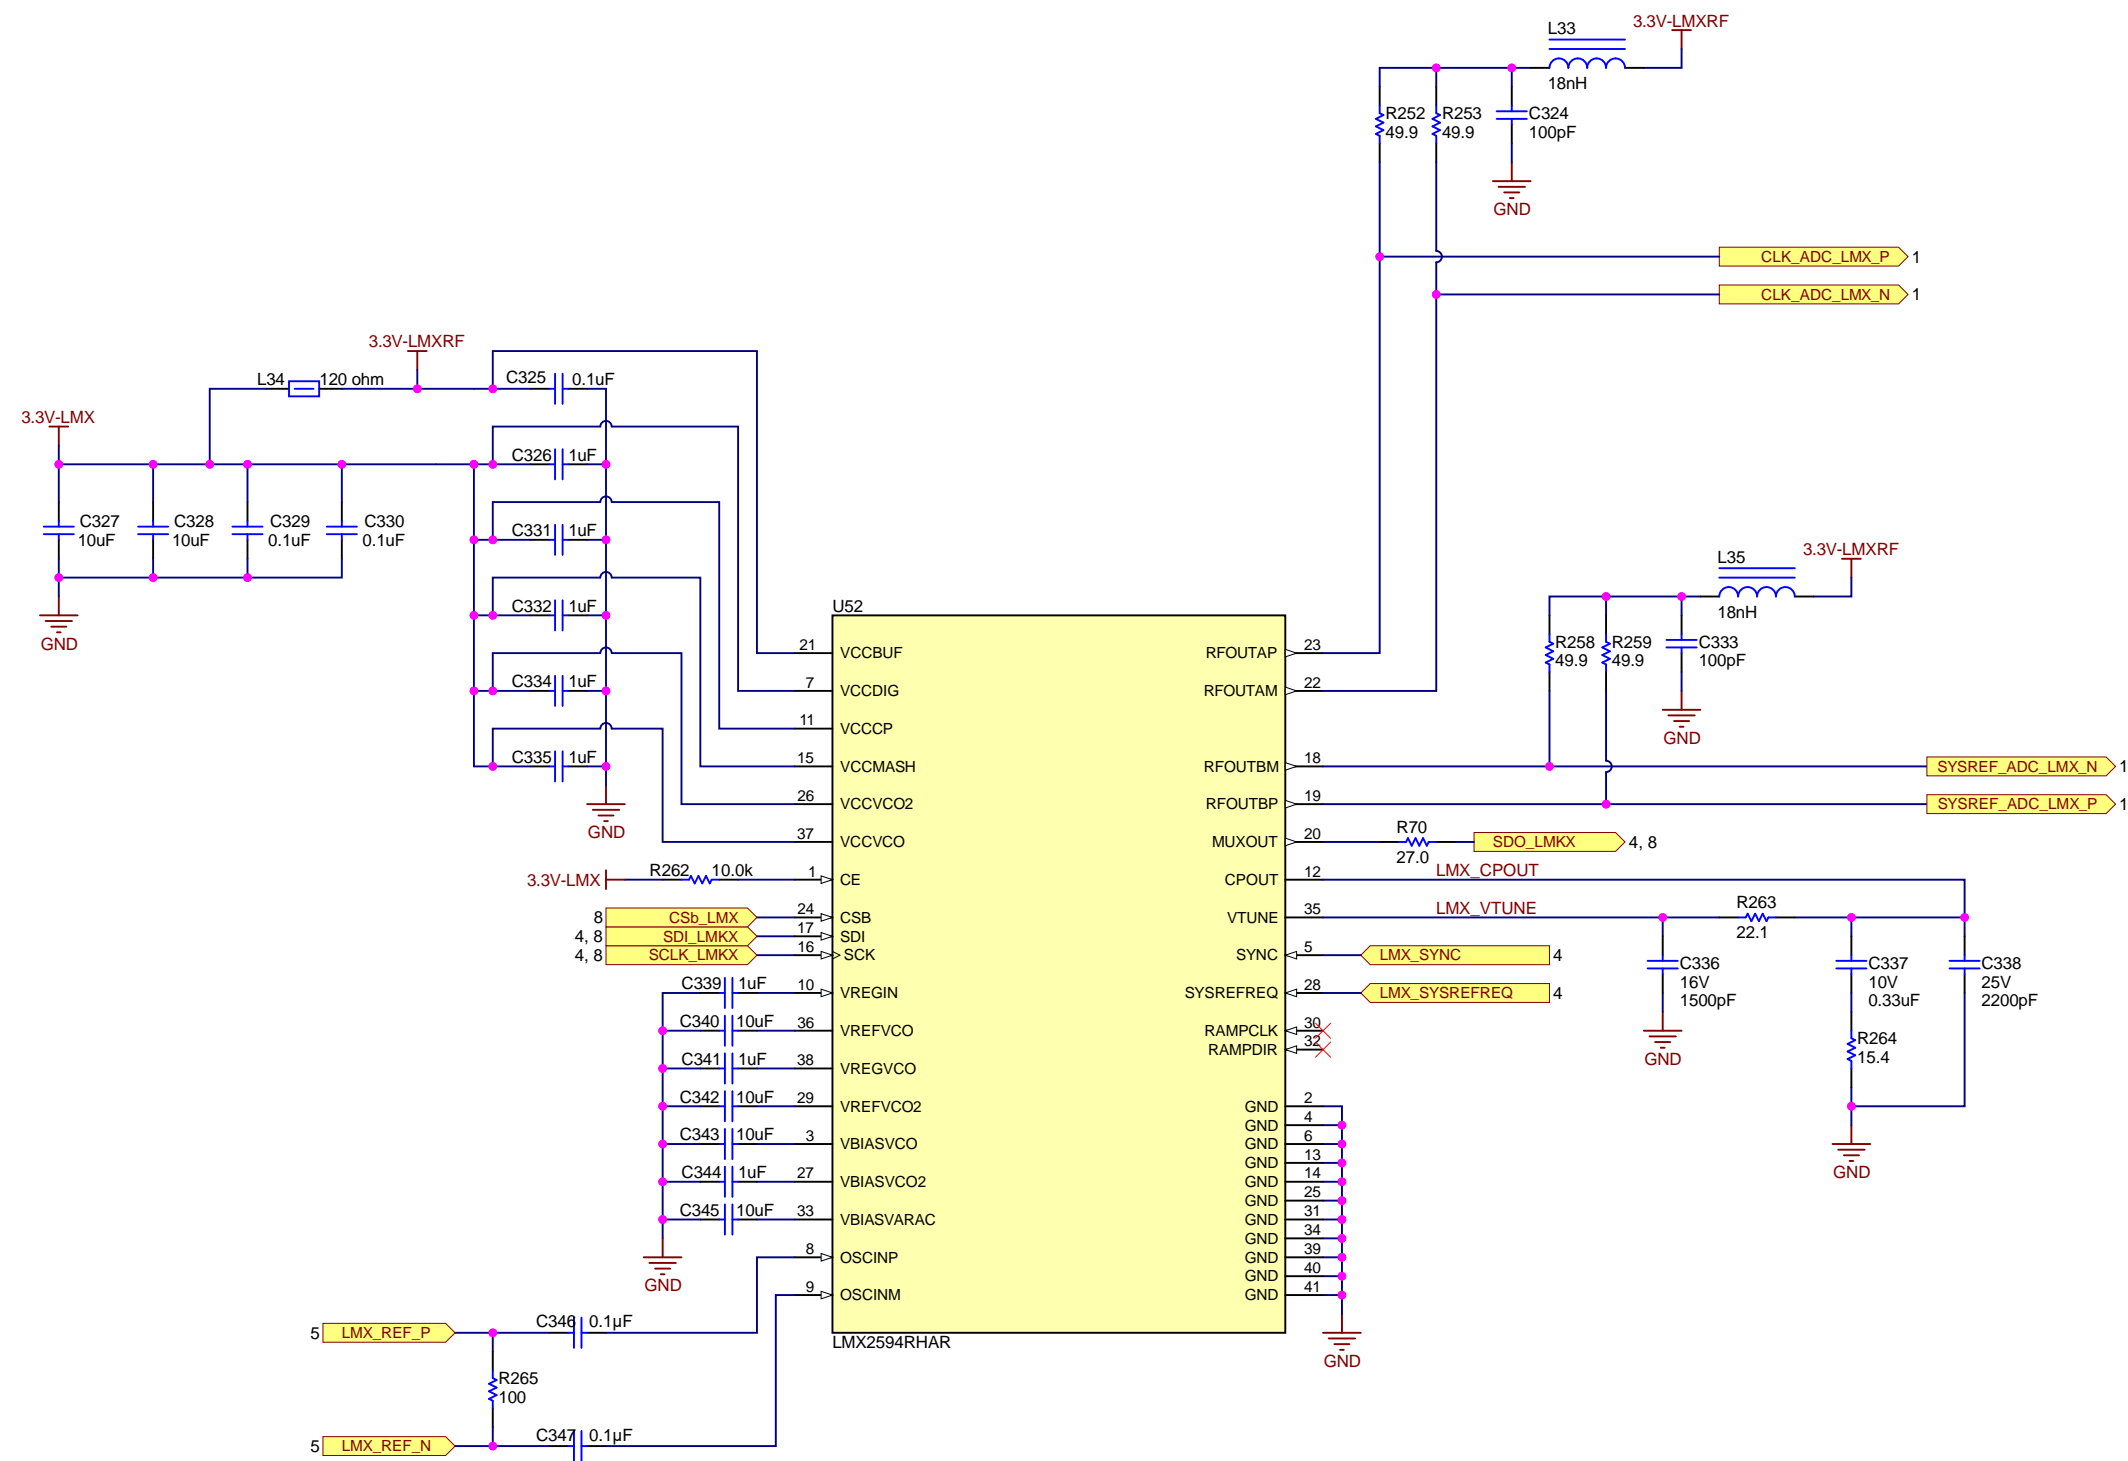 L33
3.3V-LMXRF
18nH
R252
49.9
R253
49.9
C324
100pF
GND
CLK_ADC_LMX_P
1
CLK_ADC_LMX_N
1
3.3V-LMXRF
L34
120 ohm
C325
0.1uF
3.3V-LMX
C326
1uF
C327
10uF
C328
10uF
C329
0.1uF
C330
0.1uF
C331
1uF
GND
C332
1uF
C334
1uF
C335
1uF
GND
L35
3.3V-LMXRF
18nH
R258
49.9
R259
49.9
C333
100pF
GND
U52
21
VCCBUF
7
VCCDIG
11
VCCCP
15
VCCMASH
26
VCCVCO2
37
VCCVCO
3.3V-LMX
R262
10.0k
1
CE
8
CSb_LMX
24
CSB
4, 8
SDI_LMKX
17
SDI
4, 8
SCLK_LMKX
16
SCK
C339
1uF
10
VREGIN
C340
10uF
36
VREFVCO
C341
1uF
38
VREGVCO
C342
10uF
29
VREFVCO2
C343
10uF
3
VBIASVCO
C344
1uF
27
VBIASVCO2
C345
10uF
33
VBIASVARAC
GND
8
OSCINP
9
OSCINM
RFOUTAP
23
RFOUTAM
22
RFOUTBM
18
SYSREF_ADC_LMX_N
1
RFOUTBP
19
SYSREF_ADC_LMX_P
1
MUXOUT
20
R70
27.0
SDO_LMKX
4, 8
CPOUT
12
LMX_CPOUT
VTUNE
35
LMX_VTUNE
R263
22.1
SYNC
5
LMX_SYNC
4
SYSREFREQ
28
LMX_SYSREFREQ
4
C336
16V
1500pF
GND
C337
10V
0.33uF
C338
25V
2200pF
R264
15.4
GND
RAMPCLK
30
RAMPDIR
32
GND
2
GND
4
GND
6
GND
13
GND
14
GND
25
GND
31
GND
34
GND
39
GND
40
GND
41
GND
LMX2594RHAR
5
LMX_REF_P
C346
0.1µF
R265
100
5
LMX_REF_N
C347
0.1µF